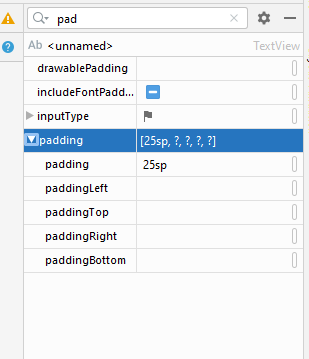 pad
Ab <unnamed> TextView
drawablePadding
includeFontPadd...
inputType
padding [25sp, ?, ?, ?, ?]
padding 25sp
paddingLeft
paddingTop
paddingRight
paddingBottom